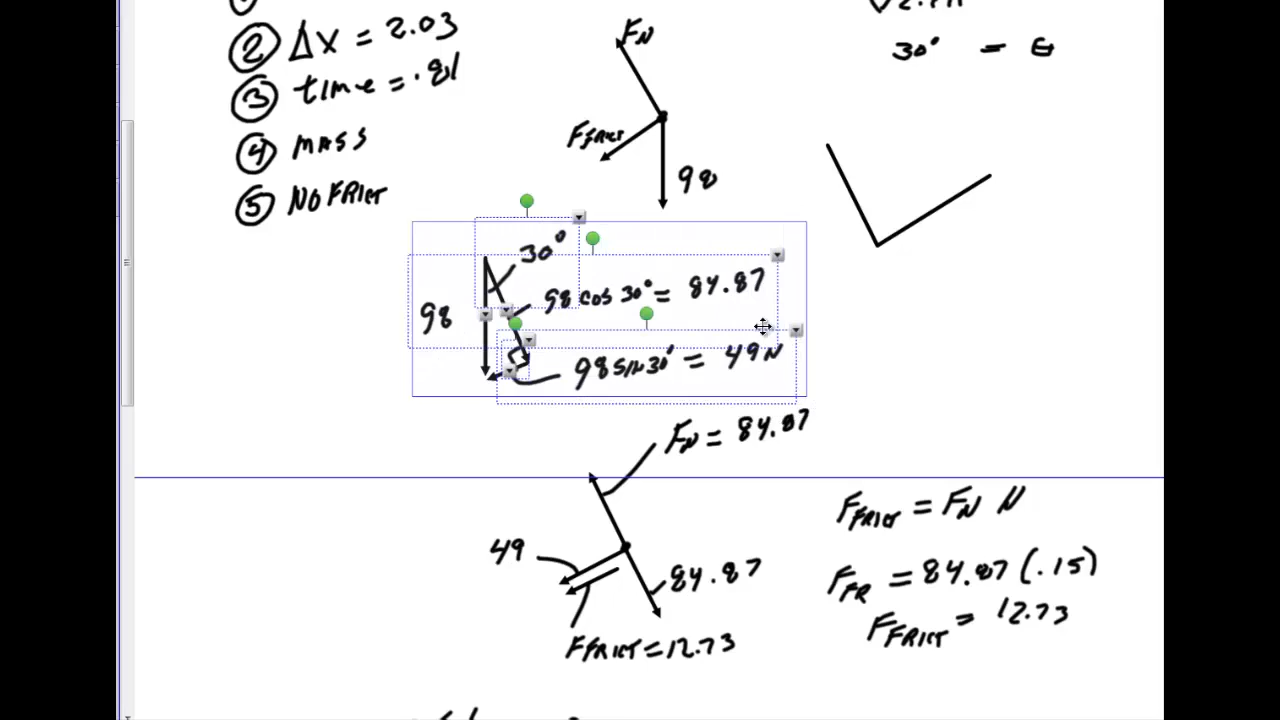 ② Δx = 2.03
③ time = .81
④ MASS
⑤ NO FRICT
FN
FFRICT
98
30° = θ
30°
98
98 cos 30° = 84.87
98 SIN 30° = 49 N
FN = 84.87
49
84.87
FFRICT = 12.73
FFRICT = FN N
FFR = 84.87 (.15)
FFRICT = 12.73